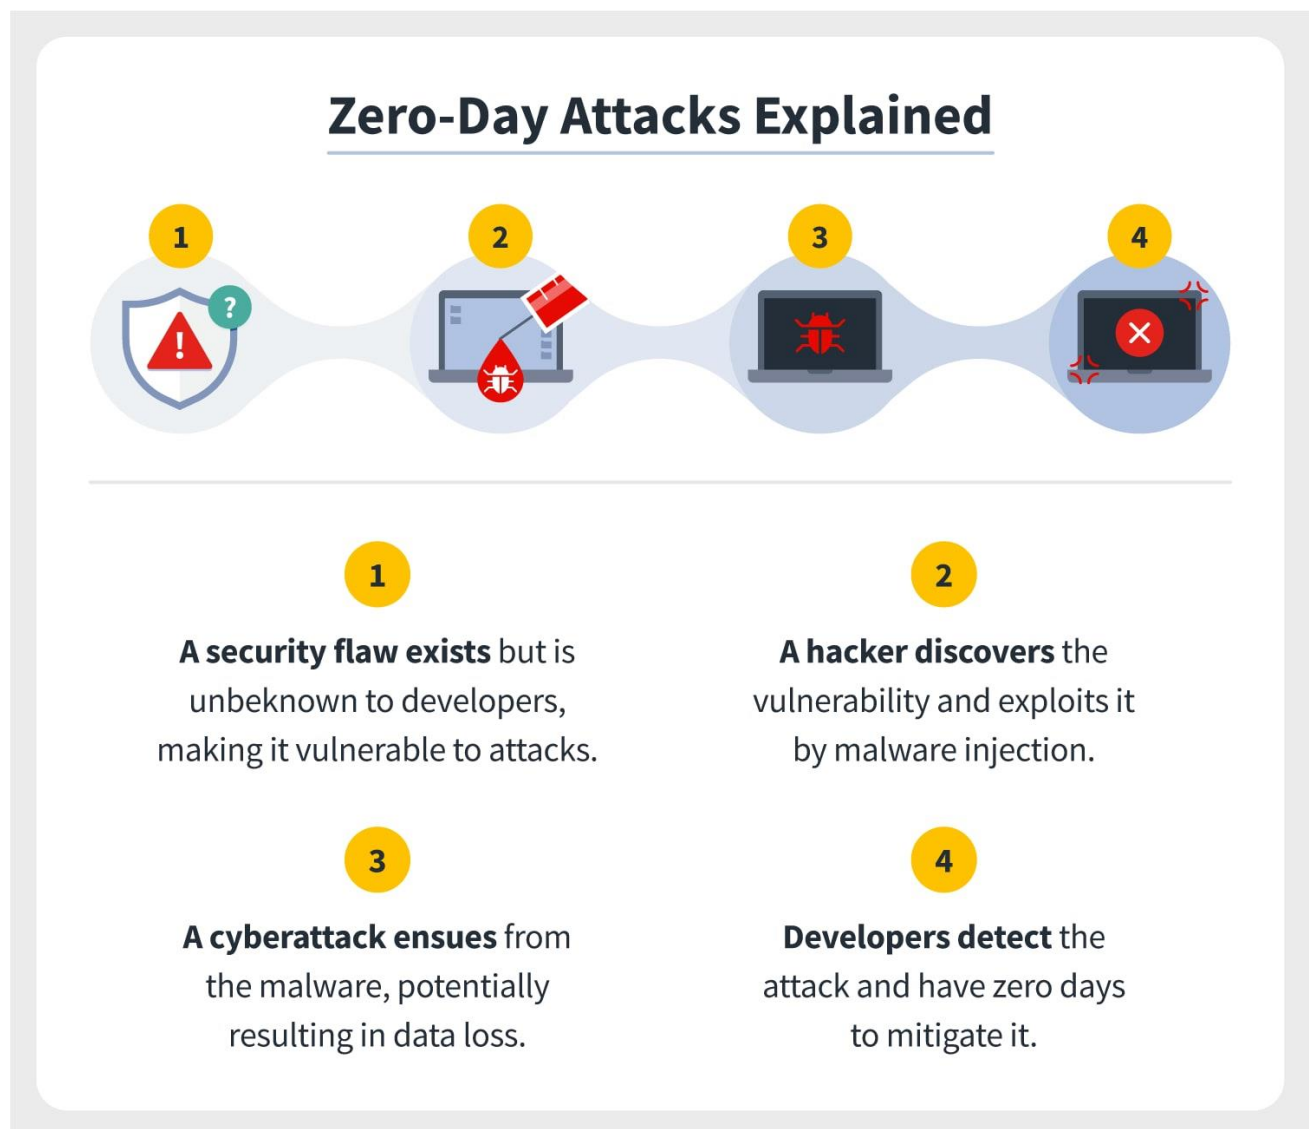 Zero-Day Attacks Explained
1
2
3
4
?
!
1
A security flaw exists but is
unbeknown to developers,
making it vulnerable to attacks.
2
A hacker discovers the
vulnerability and exploits it
by malware injection.
3
A cyberattack ensues from
the malware, potentially
resulting in data loss.
4
Developers detect the
attack and have zero days
to mitigate it.